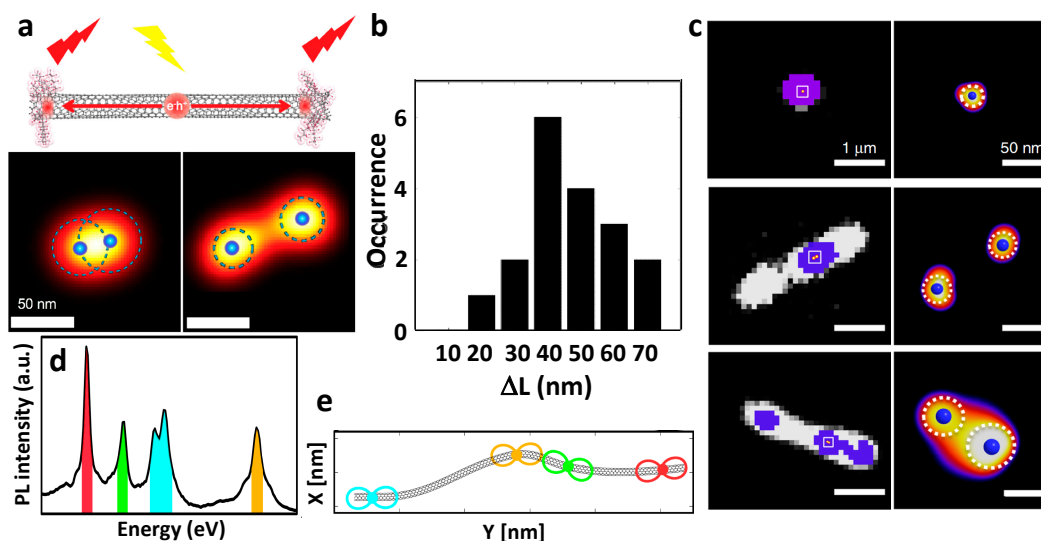 a
e-h+
50 nm
b
Occurrence
6
4
2
0
10 20 30 40 50 60 70
ΔL (nm)
c
1 μm
50 nm
d
PL intensity (a.u.)
Energy (eV)
e
X [nm]
Y [nm]